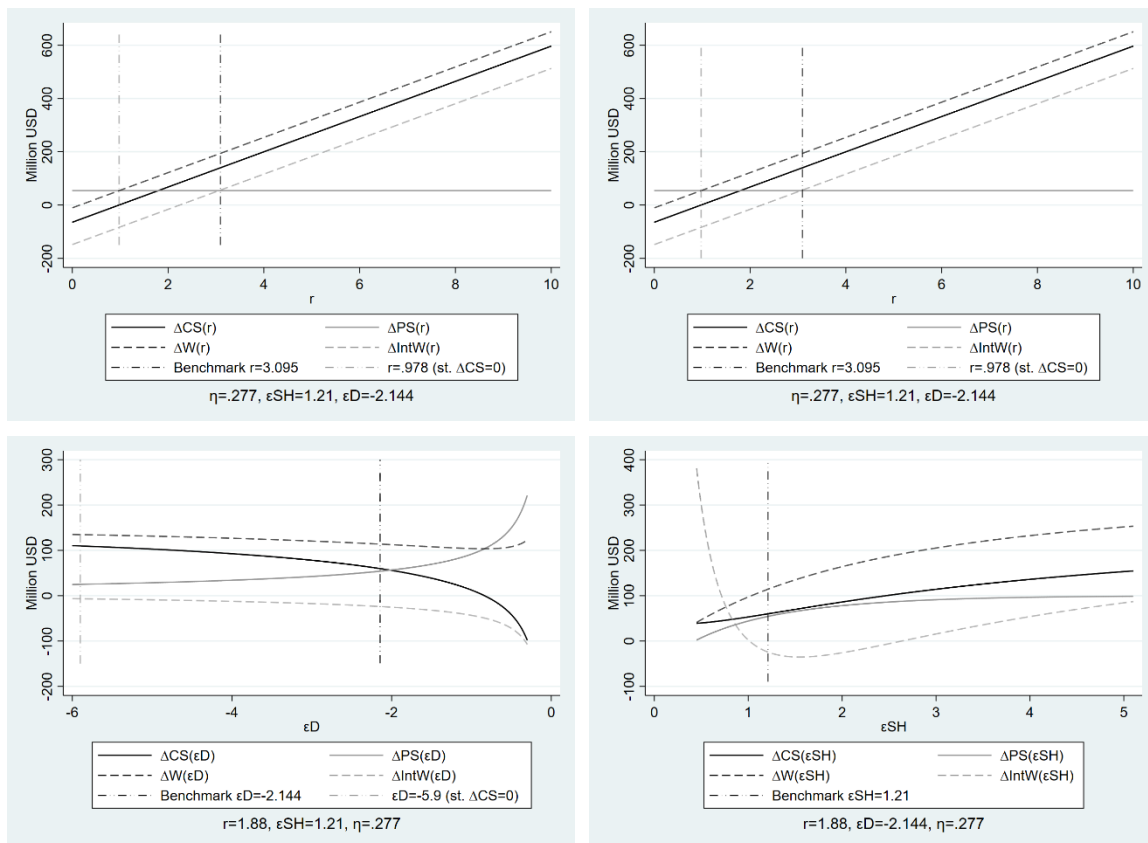 Million USD
600
400
200
0
-200
0 2 4 6 8 10
r
ΔCS(r) ΔPS(r)
ΔW(r) ΔIntW(r)
Benchmark r=3.095 r=.978 (st. ΔCS=0)
η=.277, εSH=1.21, εD=-2.144
Million USD
600
400
200
0
-200
0 2 4 6 8 10
r
ΔCS(r) ΔPS(r)
ΔW(r) ΔIntW(r)
Benchmark r=3.095 r=.978 (st. ΔCS=0)
η=.277, εSH=1.21, εD=-2.144
Million USD
300
200
100
0
-100
-200
-6 -4 -2 0
εD
ΔCS(εD) ΔPS(εD)
ΔW(εD) ΔIntW(εD)
Benchmark εD=-2.144 εD=-5.9 (st. ΔCS=0)
r=1.88, εSH=1.21, η=.277
Million USD
400
300
200
100
0
-100
0 1 2 3 4 5
εSH
ΔCS(εSH) ΔPS(εSH)
ΔW(εSH) ΔIntW(εSH)
Benchmark εSH=1.21
r=1.88, εD=-2.144, η=.277